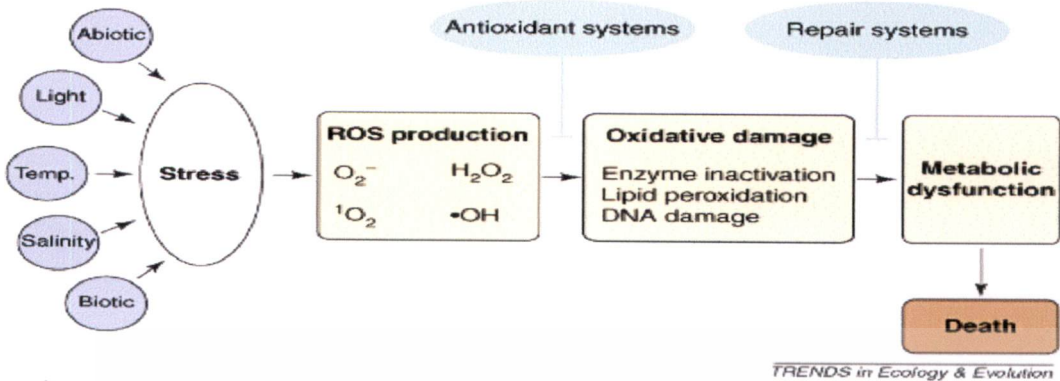 Antioxidant systems
Repair systems
Abiotic
Light
Temp.
Salinity
Biotic
Stress
ROS production
O₂⁻ H₂O₂
¹O₂ •OH
Oxidative damage
Enzyme inactivation
Lipid peroxidation
DNA damage
Metabolic
dysfunction
Death
TRENDS in Ecology & Evolution